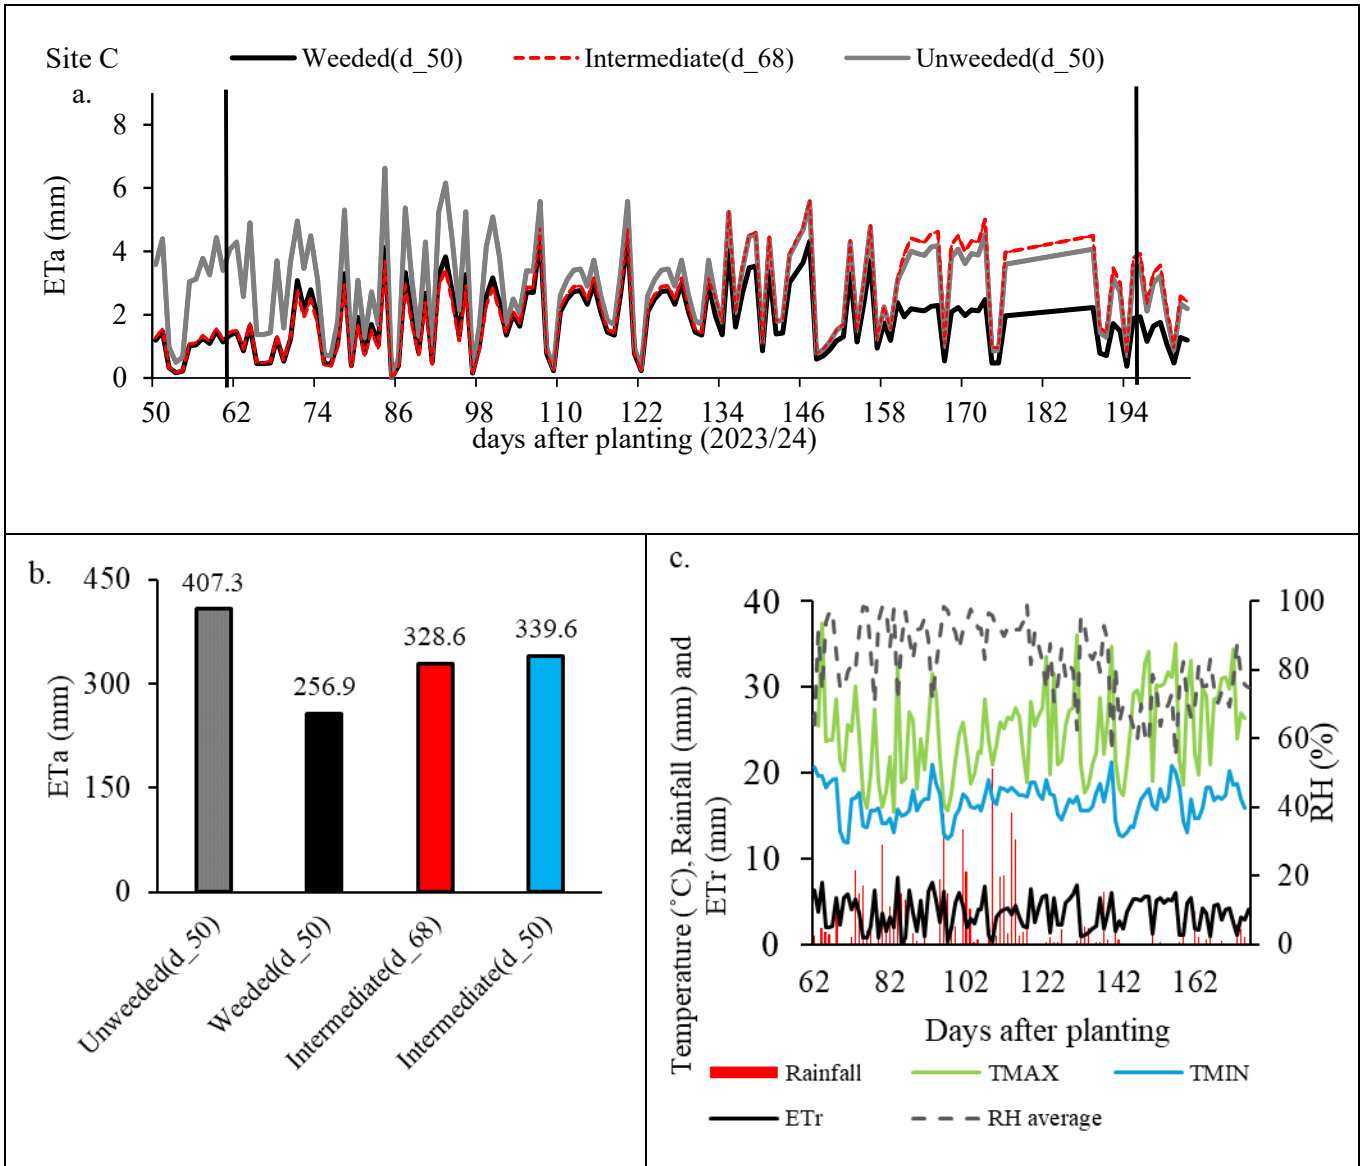 Site C
Weeded(d_50) Intermediate(d_68) Unweeded(d_50)
a.
ETa (mm)
8
6
4
2
0
50 62 74 86 98 110 122 134 146 158 170 182 194
days after planting (2023/24)
b.
ETa (mm)
450
300
150
0
407.3
256.9
328.6
339.6
Unweeded(d_50)
Weeded(d_50)
Intermediate(d_68)
Intermediate(d_50)
c.
Temperature (˚C), Rainfall (mm) and
ETr (mm)
40
30
20
10
0
100
80
60
40
20
0
RH (%)
62 82 102 122 142 162
Days after planting
Rainfall TMAX TMIN
ETr RH average